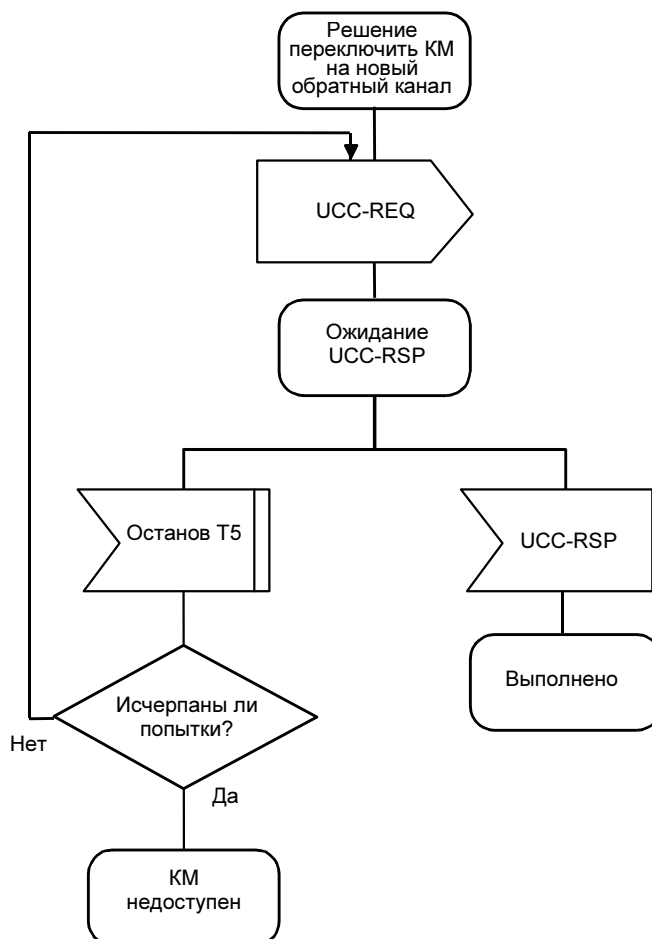 Решение
переключить КМ
на новый
обратный канал
UCC-REQ
Ожидание
UCC-RSP
Останов T5
UCC-RSP
Исчерпаны ли
попытки?
Выполнено
Нет
Да
КМ
недоступен